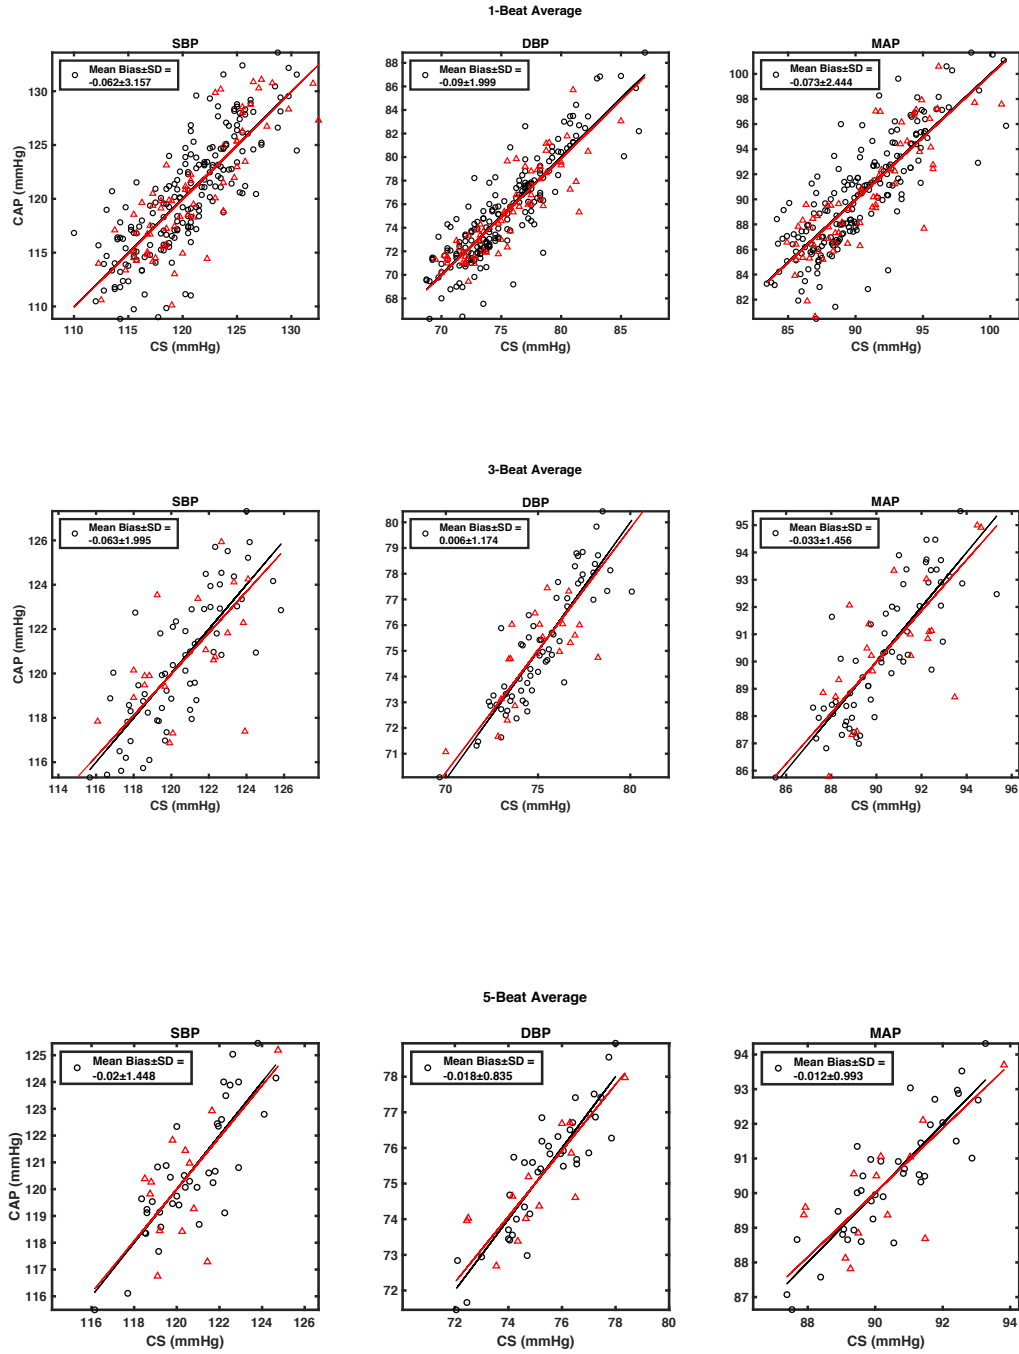 1-Beat Average
SBP
Mean Bias±SD =
-0.062±3.157
130
125
120
115
110
CAP (mmHg)
110 115 120 125 130
CS (mmHg)
DBP
Mean Bias±SD =
-0.09±1.999
88
86
84
82
80
78
76
74
72
70
68
70 75 80 85
CS (mmHg)
MAP
Mean Bias±SD =
-0.073±2.444
100
98
96
94
92
90
88
86
84
82
85 90 95 100
CS (mmHg)
3-Beat Average
SBP
Mean Bias±SD =
-0.063±1.995
126
124
122
120
118
116
CAP (mmHg)
114 116 118 120 122 124 126
CS (mmHg)
DBP
Mean Bias±SD =
0.006±1.174
80
79
78
77
76
75
74
73
72
71
70 75 80
CS (mmHg)
MAP
Mean Bias±SD =
-0.033±1.456
95
94
93
92
91
90
89
88
87
86
86 88 90 92 94 96
CS (mmHg)
5-Beat Average
SBP
Mean Bias±SD =
-0.02±1.448
125
124
123
122
121
120
119
118
117
116
CAP (mmHg)
116 118 120 122 124 126
CS (mmHg)
DBP
Mean Bias±SD =
-0.018±0.835
78
77
76
75
74
73
72
72 74 76 78 80
CS (mmHg)
MAP
Mean Bias±SD =
-0.012±0.993
94
93
92
91
90
89
88
87
88 90 92 94
CS (mmHg)